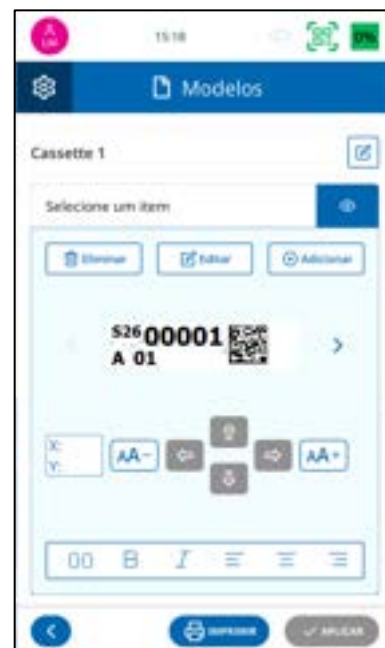 15:18
0%
Modelos
Cassette 1
Selecione um item
Eliminar
Editar
Adicionar
S26 00001
A 01
X:
Y:
AA-
AA+
00 B I
IMPRIMIR
APLICAR